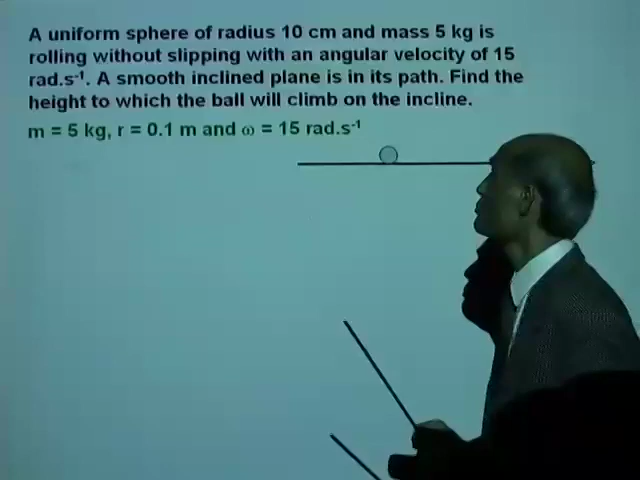 A uniform sphere of radius 10 cm and mass 5 kg is
rolling without slipping with an angular velocity of 15
rad.s⁻¹. A smooth inclined plane is in its path. Find the
height to which the ball will climb on the incline.
m = 5 kg, r = 0.1 m and ω = 15 rad.s⁻¹